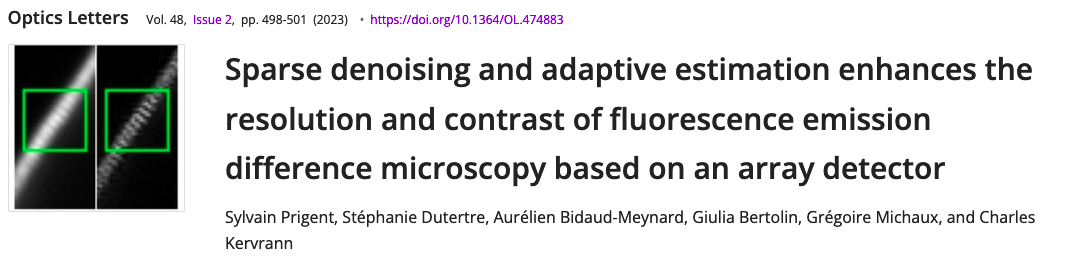 Optics Letters Vol. 48, Issue 2, pp. 498-501 (2023) • https://doi.org/10.1364/OL.474883
Sparse denoising and adaptive estimation enhances the
resolution and contrast of fluorescence emission
difference microscopy based on an array detector
Sylvain Prigent, Stéphanie Dutertre, Aurélien Bidaud-Meynard, Giulia Bertolin, Grégoire Michaux, and Charles
Kervrann